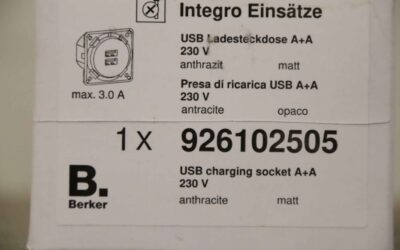 Integro Einsätze
USB Ladesteckdose A+A
230 V
anthrazit matt
max. 3.0 A
Presa di ricarica USB A+A
230 V
antracite opaco
1 x 926102505
B.
Berker
USB charging socket A+A
230 V
anthracite matt